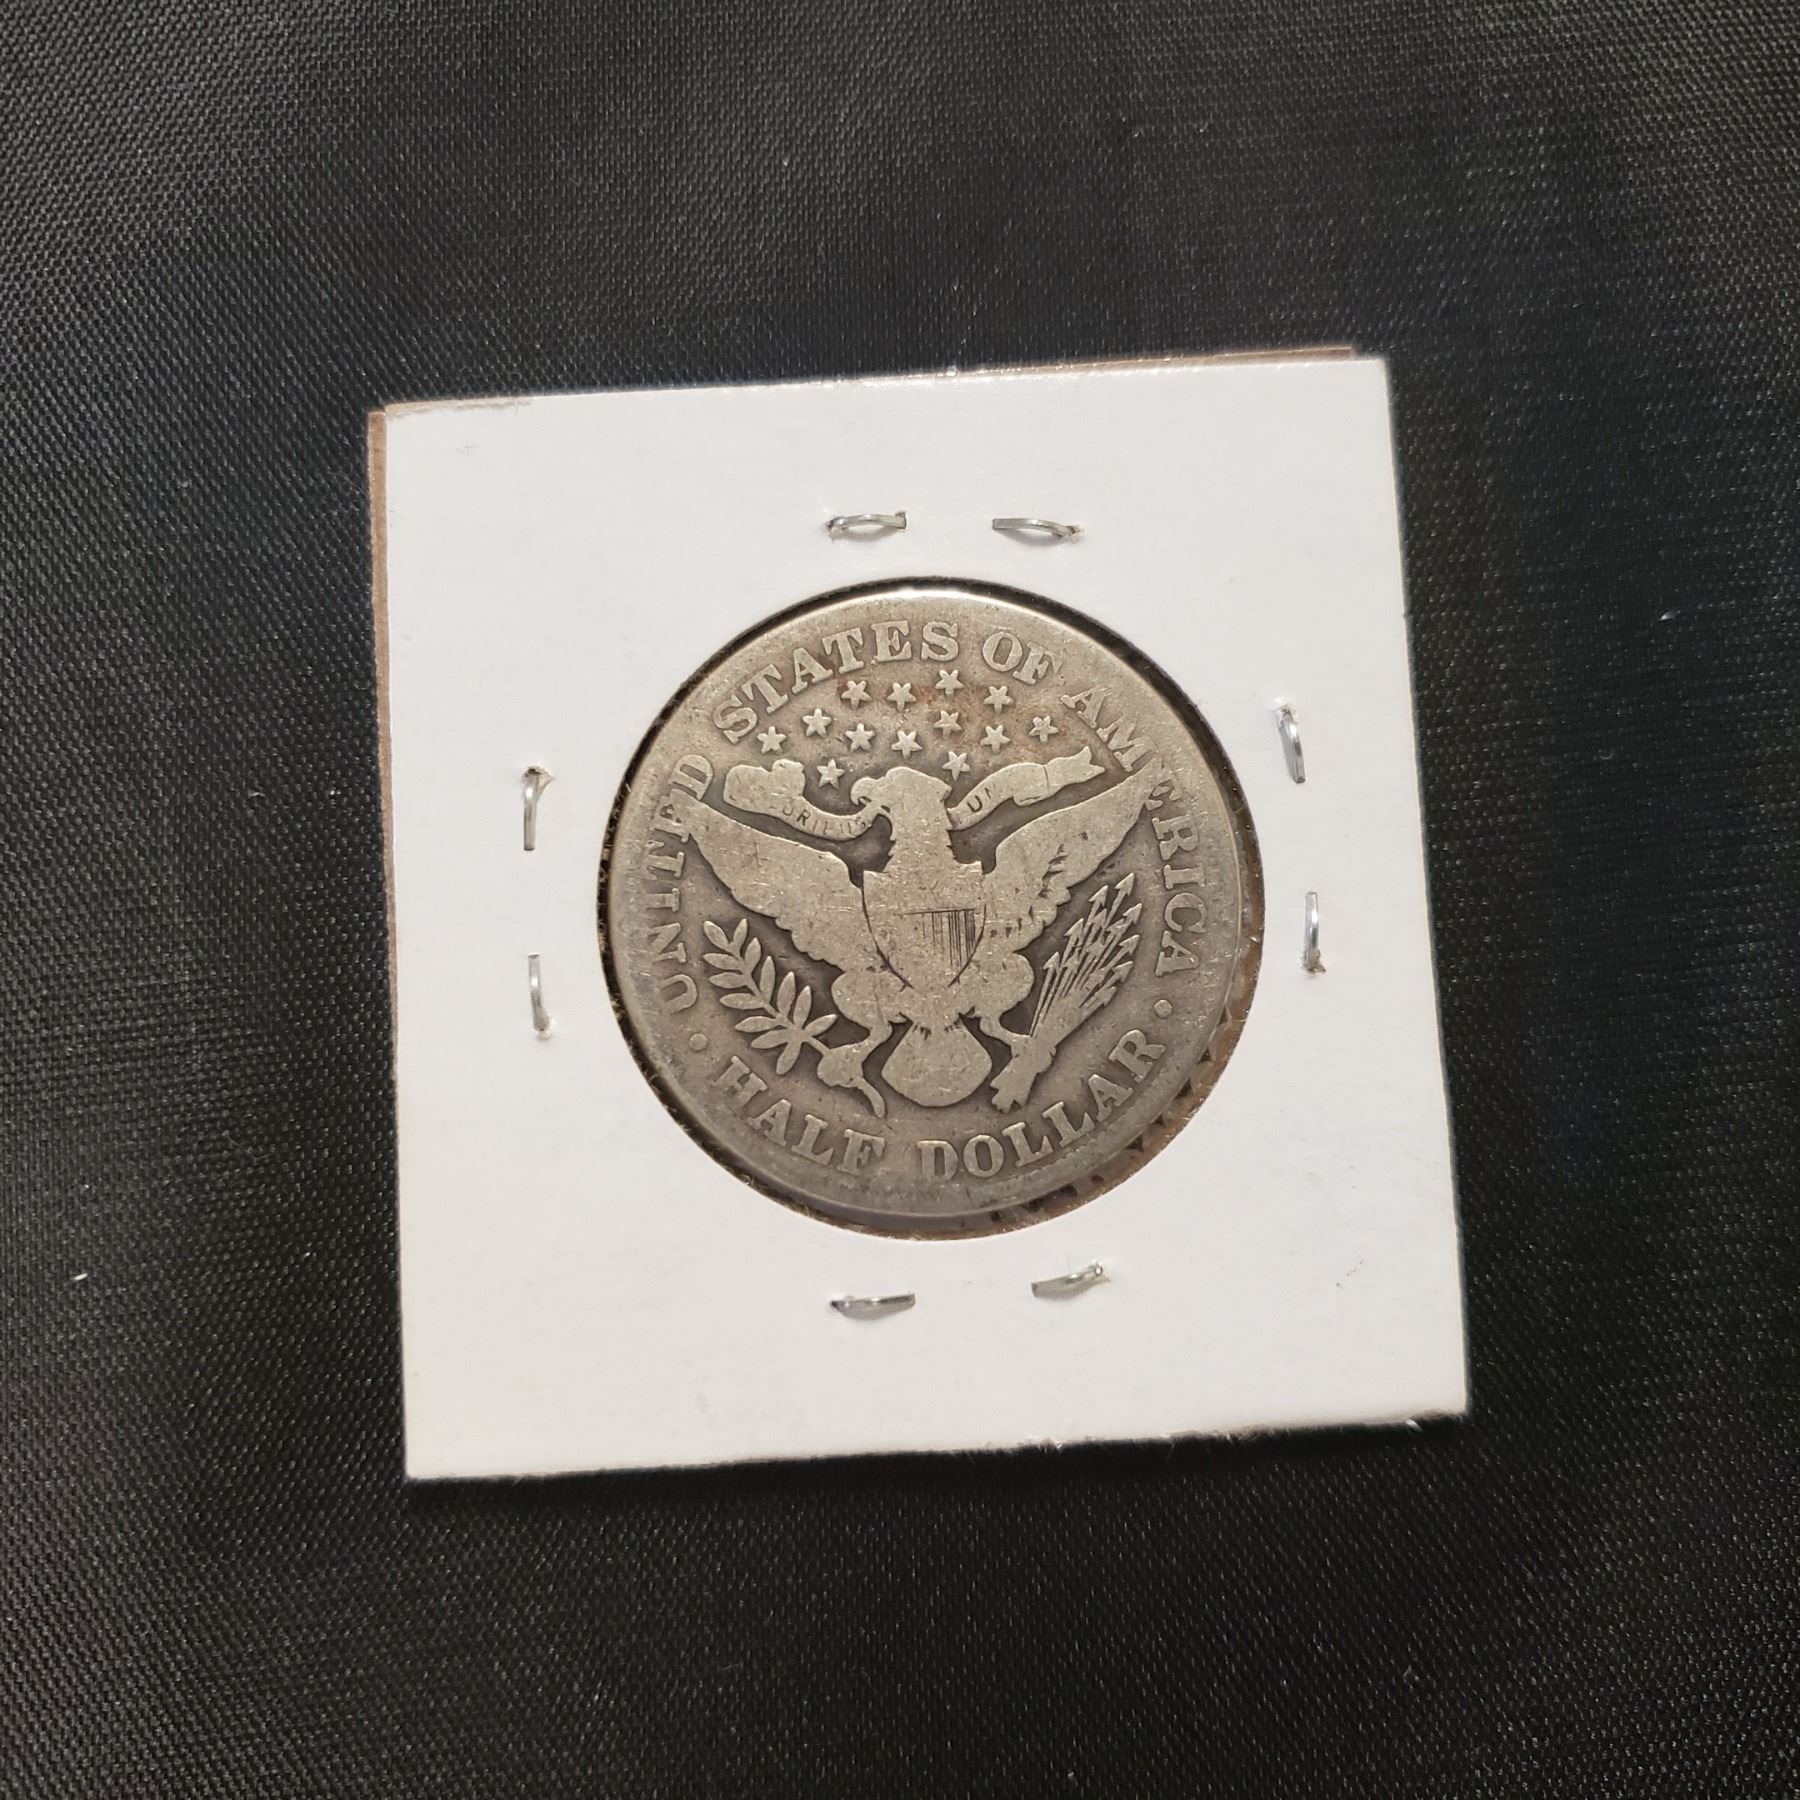 UNITED STATES OF AMERICA
HALF DOLLAR